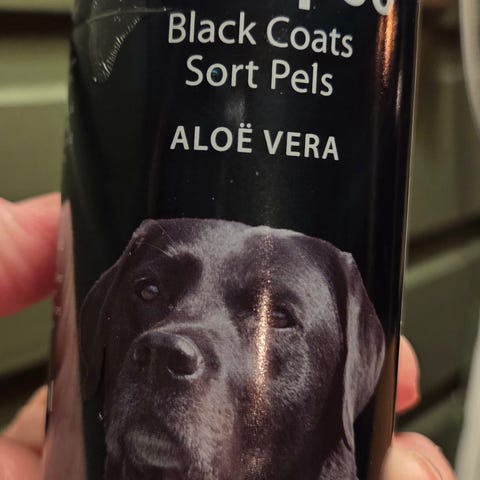 Black Coats
Sort Pels
ALOË VERA